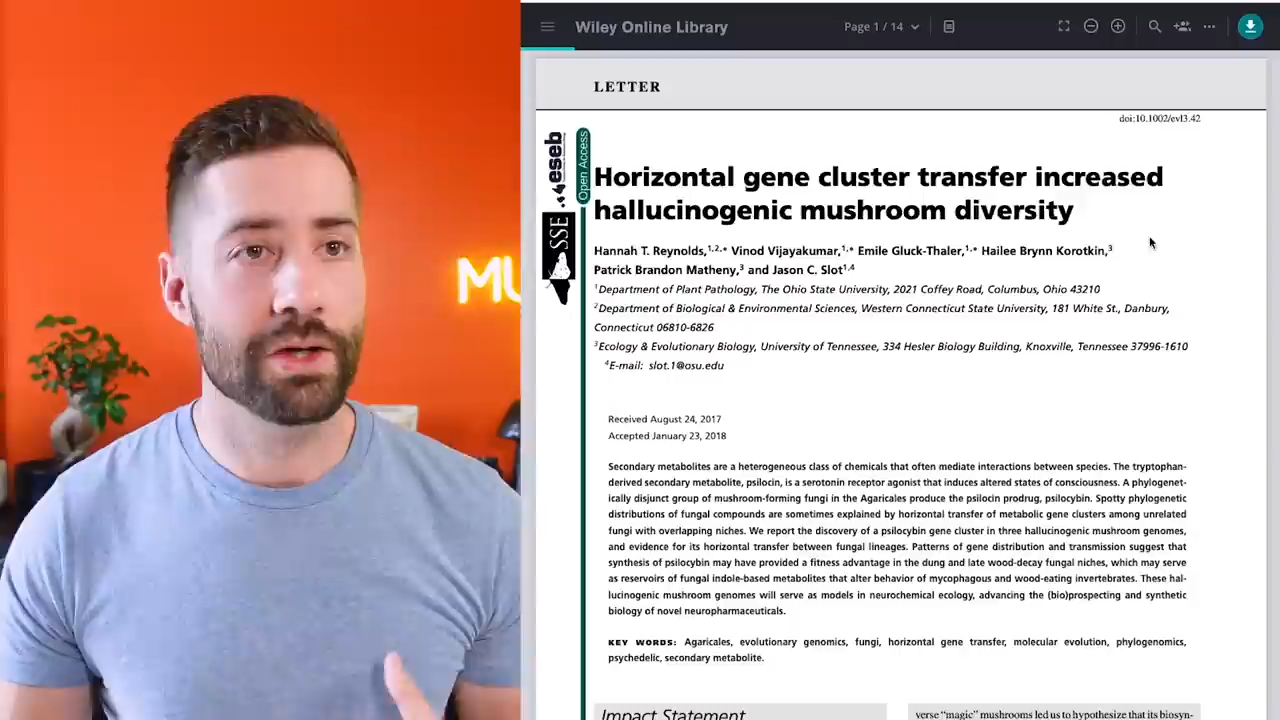 Wiley Online Library
Page 1 / 14
LETTER
doi:10.1002/evl3.42
eseb
Open Access
SSE
Horizontal gene cluster transfer increased
hallucinogenic mushroom diversity
Hannah T. Reynolds,1,2,* Vinod Vijayakumar,1,* Emile Gluck-Thaler,1,* Hailee Brynn Korotkin,3
Patrick Brandon Matheny,3 and Jason C. Slot1,4
1Department of Plant Pathology, The Ohio State University, 2021 Coffey Road, Columbus, Ohio 43210
2Department of Biological & Environmental Sciences, Western Connecticut State University, 181 White St., Danbury,
Connecticut 06810-6826
3Ecology & Evolutionary Biology, University of Tennessee, 334 Hesler Biology Building, Knoxville, Tennessee 37996-1610
4E-mail: slot.1@osu.edu
Received August 24, 2017
Accepted January 23, 2018
Secondary metabolites are a heterogeneous class of chemicals that often mediate interactions between species. The tryptophan-
derived secondary metabolite, psilocin, is a serotonin receptor agonist that induces altered states of consciousness. A phylogenet-
ically disjunct group of mushroom-forming fungi in the Agaricales produce the psilocin prodrug, psilocybin. Spotty phylogenetic
distributions of fungal compounds are sometimes explained by horizontal transfer of metabolic gene clusters among unrelated
fungi with overlapping niches. We report the discovery of a psilocybin gene cluster in three hallucinogenic mushroom genomes,
and evidence for its horizontal transfer between fungal lineages. Patterns of gene distribution and transmission suggest that
synthesis of psilocybin may have provided a fitness advantage in the dung and late wood-decay fungal niches, which may serve
as reservoirs of fungal indole-based metabolites that alter behavior of mycophagous and wood-eating invertebrates. These hal-
lucinogenic mushroom genomes will serve as models in neurochemical ecology, advancing the (bio)prospecting and synthetic
biology of novel neuropharmaceuticals.
KEY WORDS: Agaricales, evolutionary genomics, fungi, horizontal gene transfer, molecular evolution, phylogenomics,
psychedelic, secondary metabolite.
Impact Statement
verse “magic” mushrooms led us to hypothesize that its biosyn-
MU